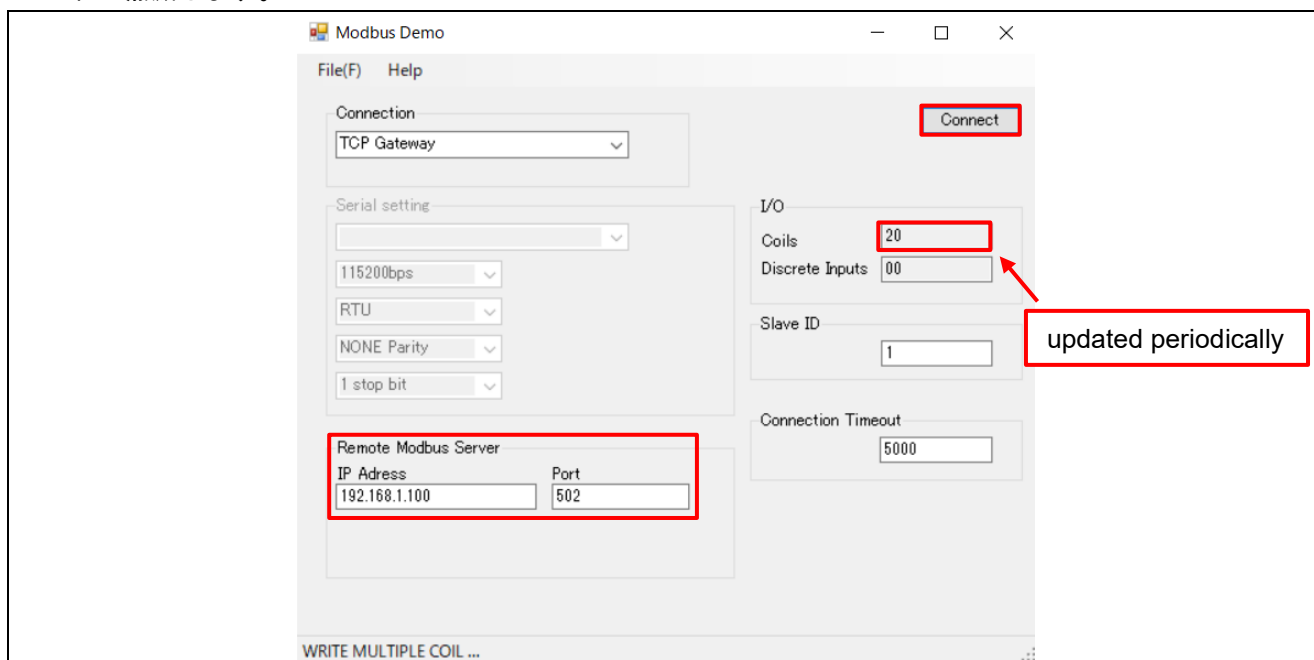 Modbus Demo
File(F) Help
Connection
TCP Gateway
Connect
Serial setting
115200bps
RTU
NONE Parity
1 stop bit
I/O
Coils 20
Discrete Inputs 00
updated periodically
Slave ID
1
Connection Timeout
5000
Remote Modbus Server
IP Adress Port
192.168.1.100 502
WRITE MULTIPLE COIL ...